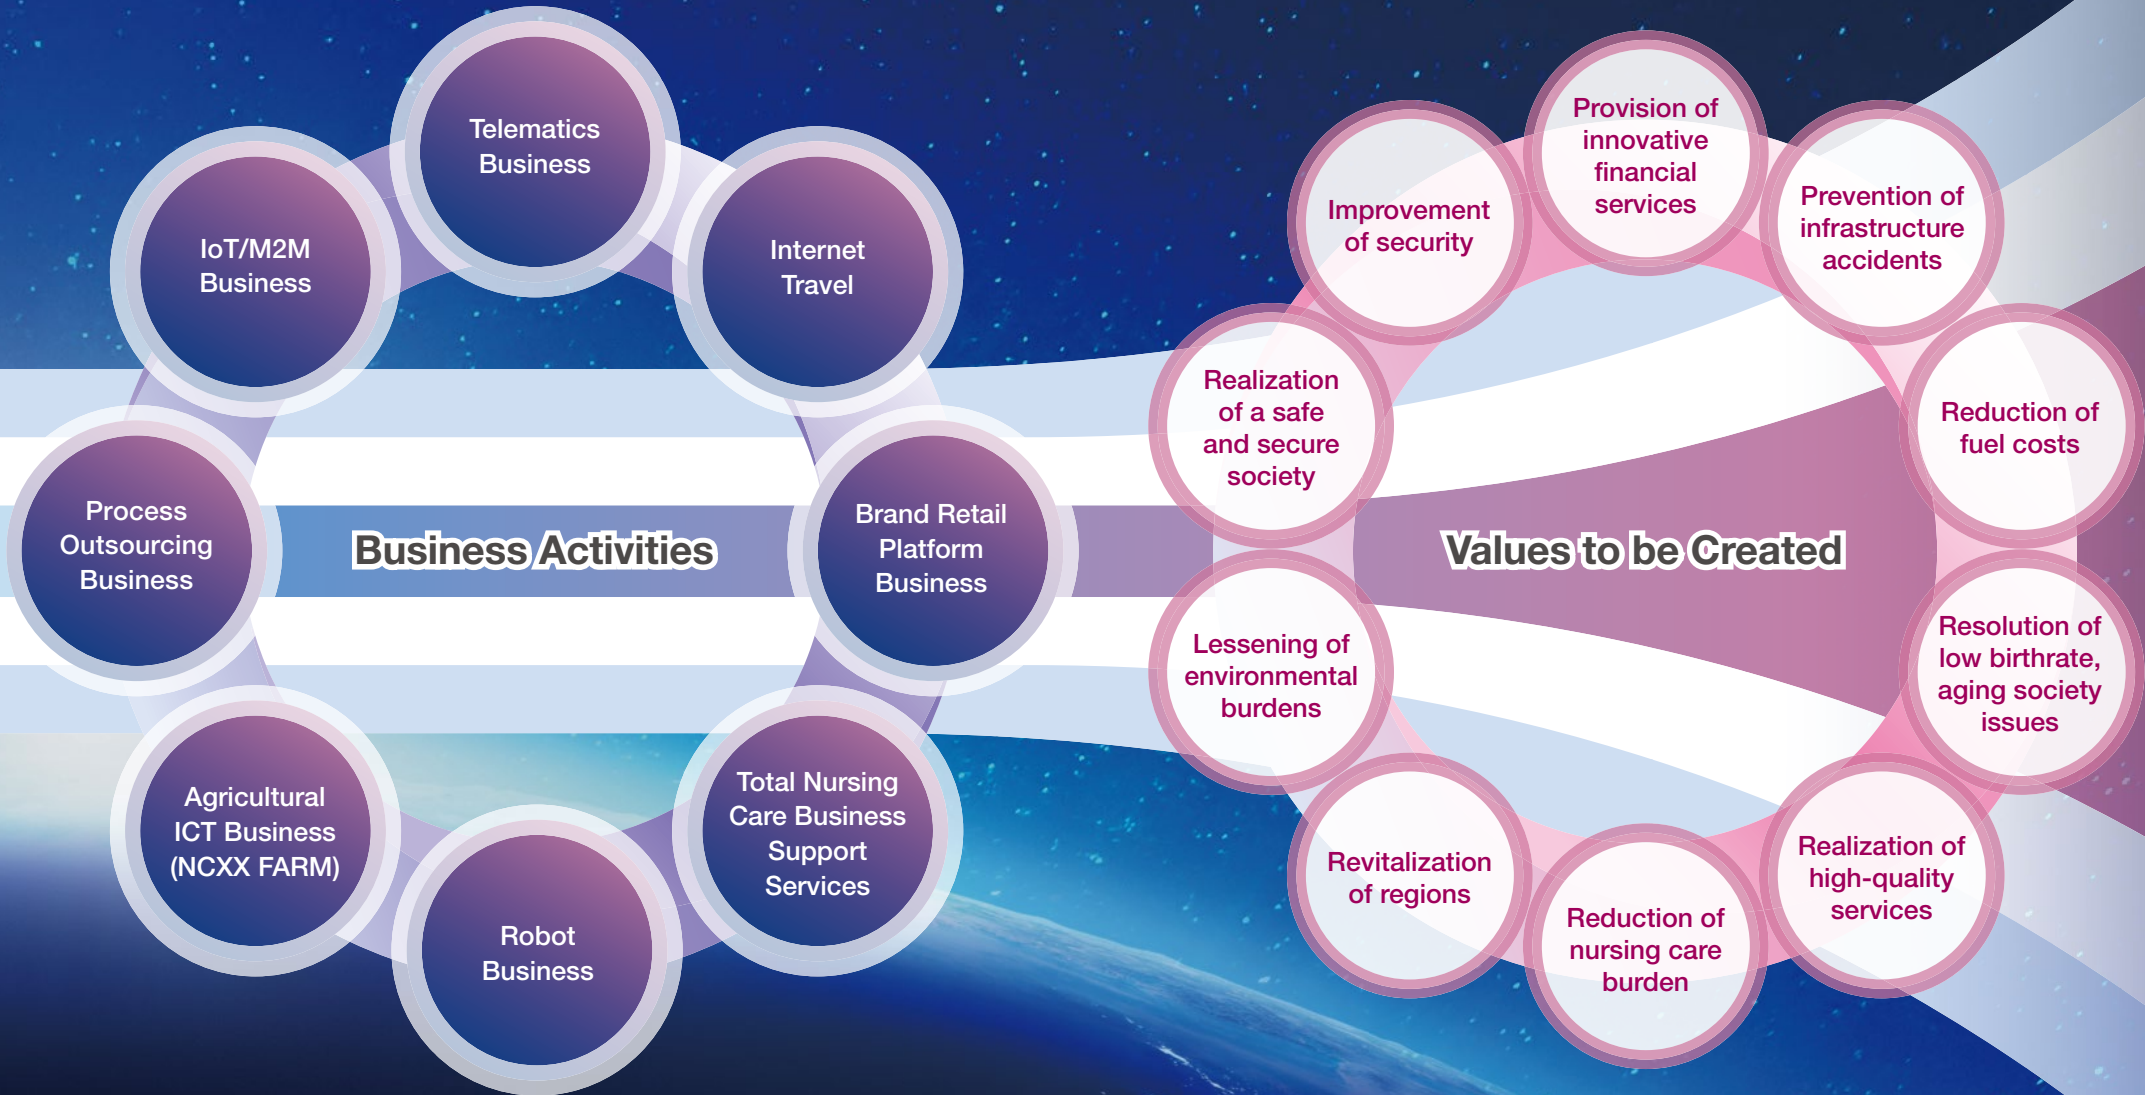 Telematics
Business
IoT/M2M
Business
Internet
Travel
Process
Outsourcing
Business
Business Activities
Brand Retail
Platform
Business
Agricultural
ICT Business
(NCXX FARM)
Total Nursing
Care Business
Support
Services
Robot
Business
Provision of
innovative
financial
services
Improvement
of security
Prevention of
infrastructure
accidents
Realization
of a safe
and secure
society
Reduction of
fuel costs
Values to be Created
Lessening of
environmental
burdens
Resolution of
low birthrate,
aging society
issues
Revitalization
of regions
Realization of
high-quality
services
Reduction of
nursing care
burden